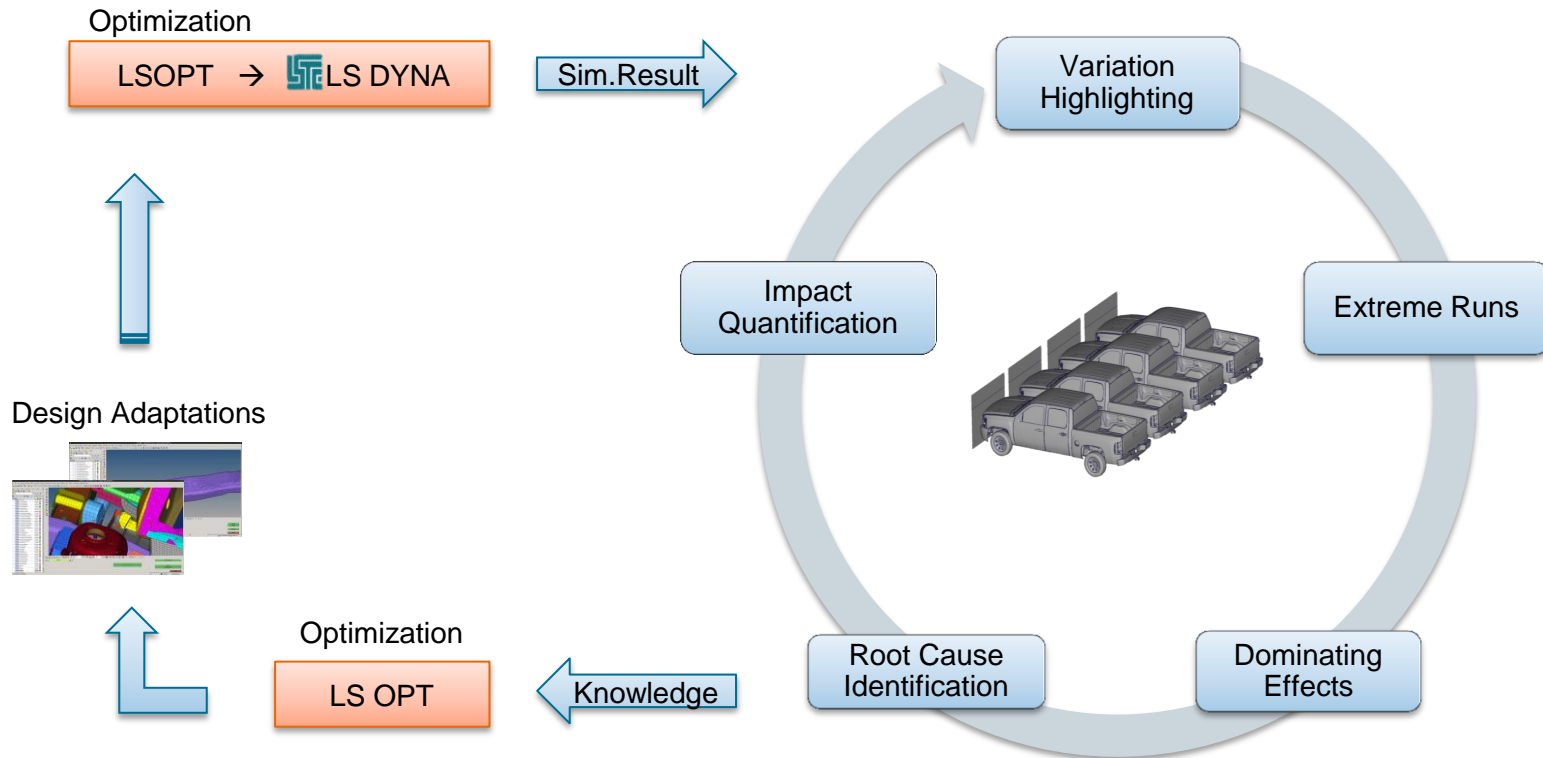 Optimization
LSOPT → LS DYNA
Sim.Result
Variation
Highlighting
Impact
Quantification
Extreme Runs
Design Adaptations
Optimization
LS OPT
Knowledge
Root Cause
Identification
Dominating
Effects